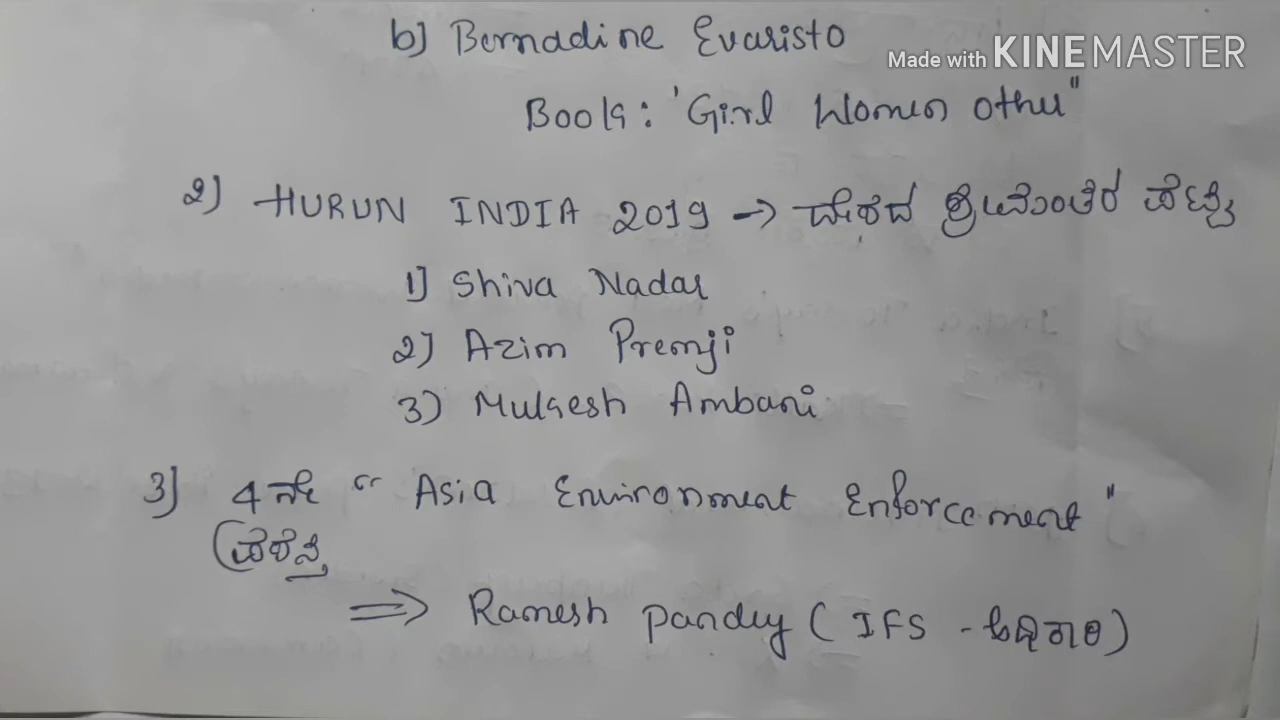 b] Bernadine Evaristo
Made with KINEMASTER
Book: 'Girl Women other"
2) HURUN INDIA 2019 → ದೇಶದ ಶ್ರೀಮಂತರ ಪಟ್ಟಿ
1] Shiva Nadar
2] Azim Premji
3) Mukesh Ambani
3] 4ನೇ " Asia Environment Enforcement "
(ಪ್ರಶಸ್ತಿ
⇒ Ramesh Pandey ( IFS - ಅಧಿಕಾರಿ )